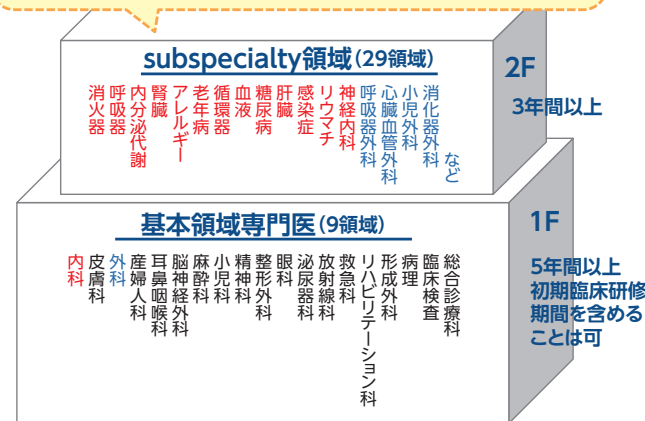 subspecialty領域(29領域)
2F
3年間以上
消火器
呼吸器
内分泌代謝
腎臓
アレルギー
老年病
循環器
血液
糖尿病
肝臓
感染症
リウマチ
神経内科
呼吸器外科
心臓血管外科
小児外科
消化器外科
など
基本領域専門医(9領域)
1F
5年間以上
初期臨床研修
期間を含める
ことは可
内科
皮膚科
外科
産婦人科
耳鼻咽喉科
脳神経外科
麻酔科
小児科
精神科
整形外科
眼科
泌尿器科
放射線科
救急科
リハビリテーション科
形成外科
病理
臨床検査
総合診療科